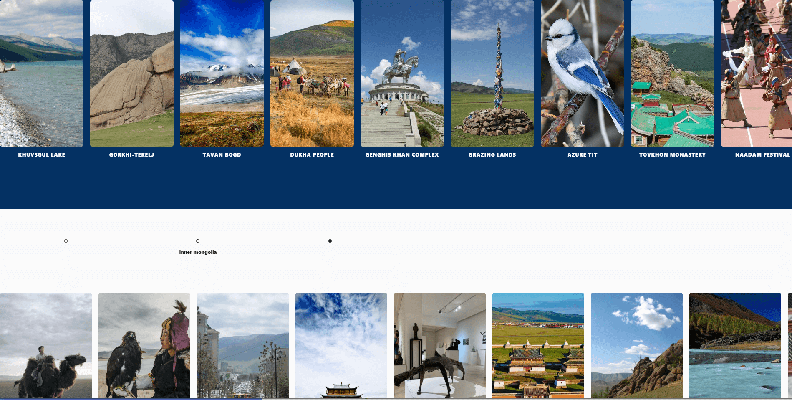 KHUVSGUL LAKE
GORKHI-TERELJ
TAVAN BOGD
DUKHA PEOPLE
GENGHIS KHAN COMPLEX
GRAZING LANDS
AZURE TIT
TOVKHON MONASTERY
NAADAM FESTIVAL
Inner mongolia